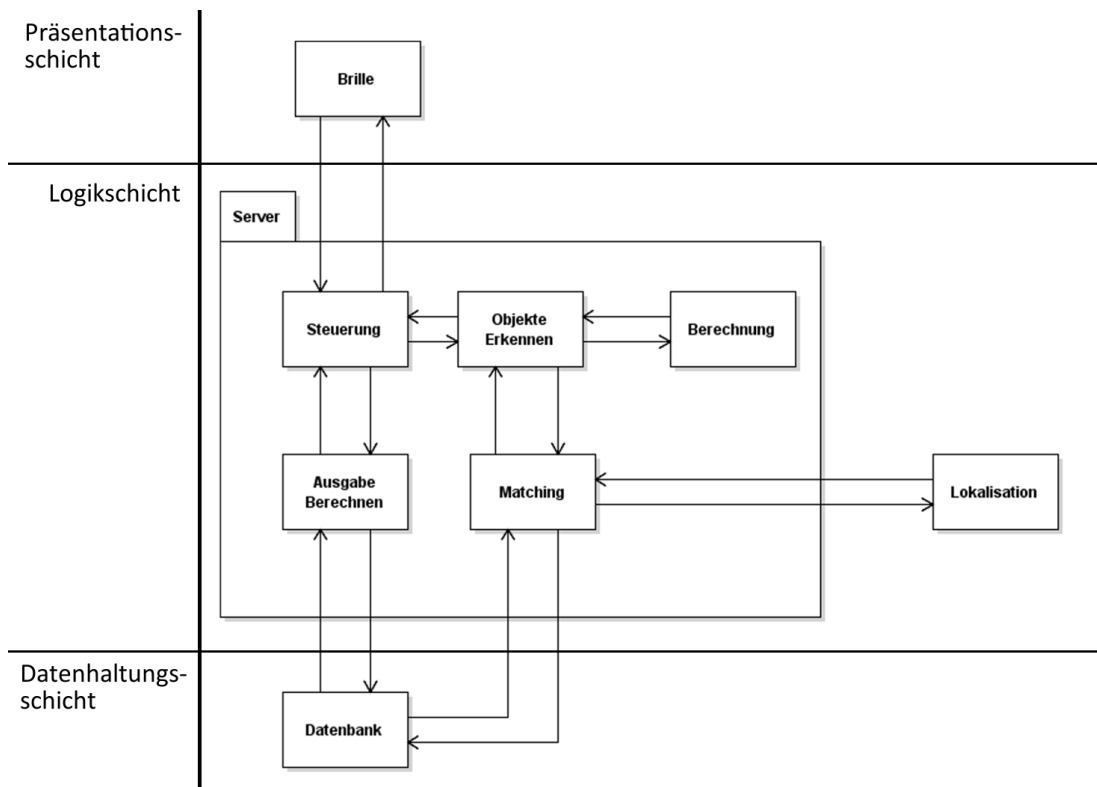 Präsentations-
schicht
Brille
Logikschicht
Server
Steuerung
Objekte
Erkennen
Berechnung
Ausgabe
Berechnen
Matching
Lokalisation
Datenhaltungs-
schicht
Datenbank